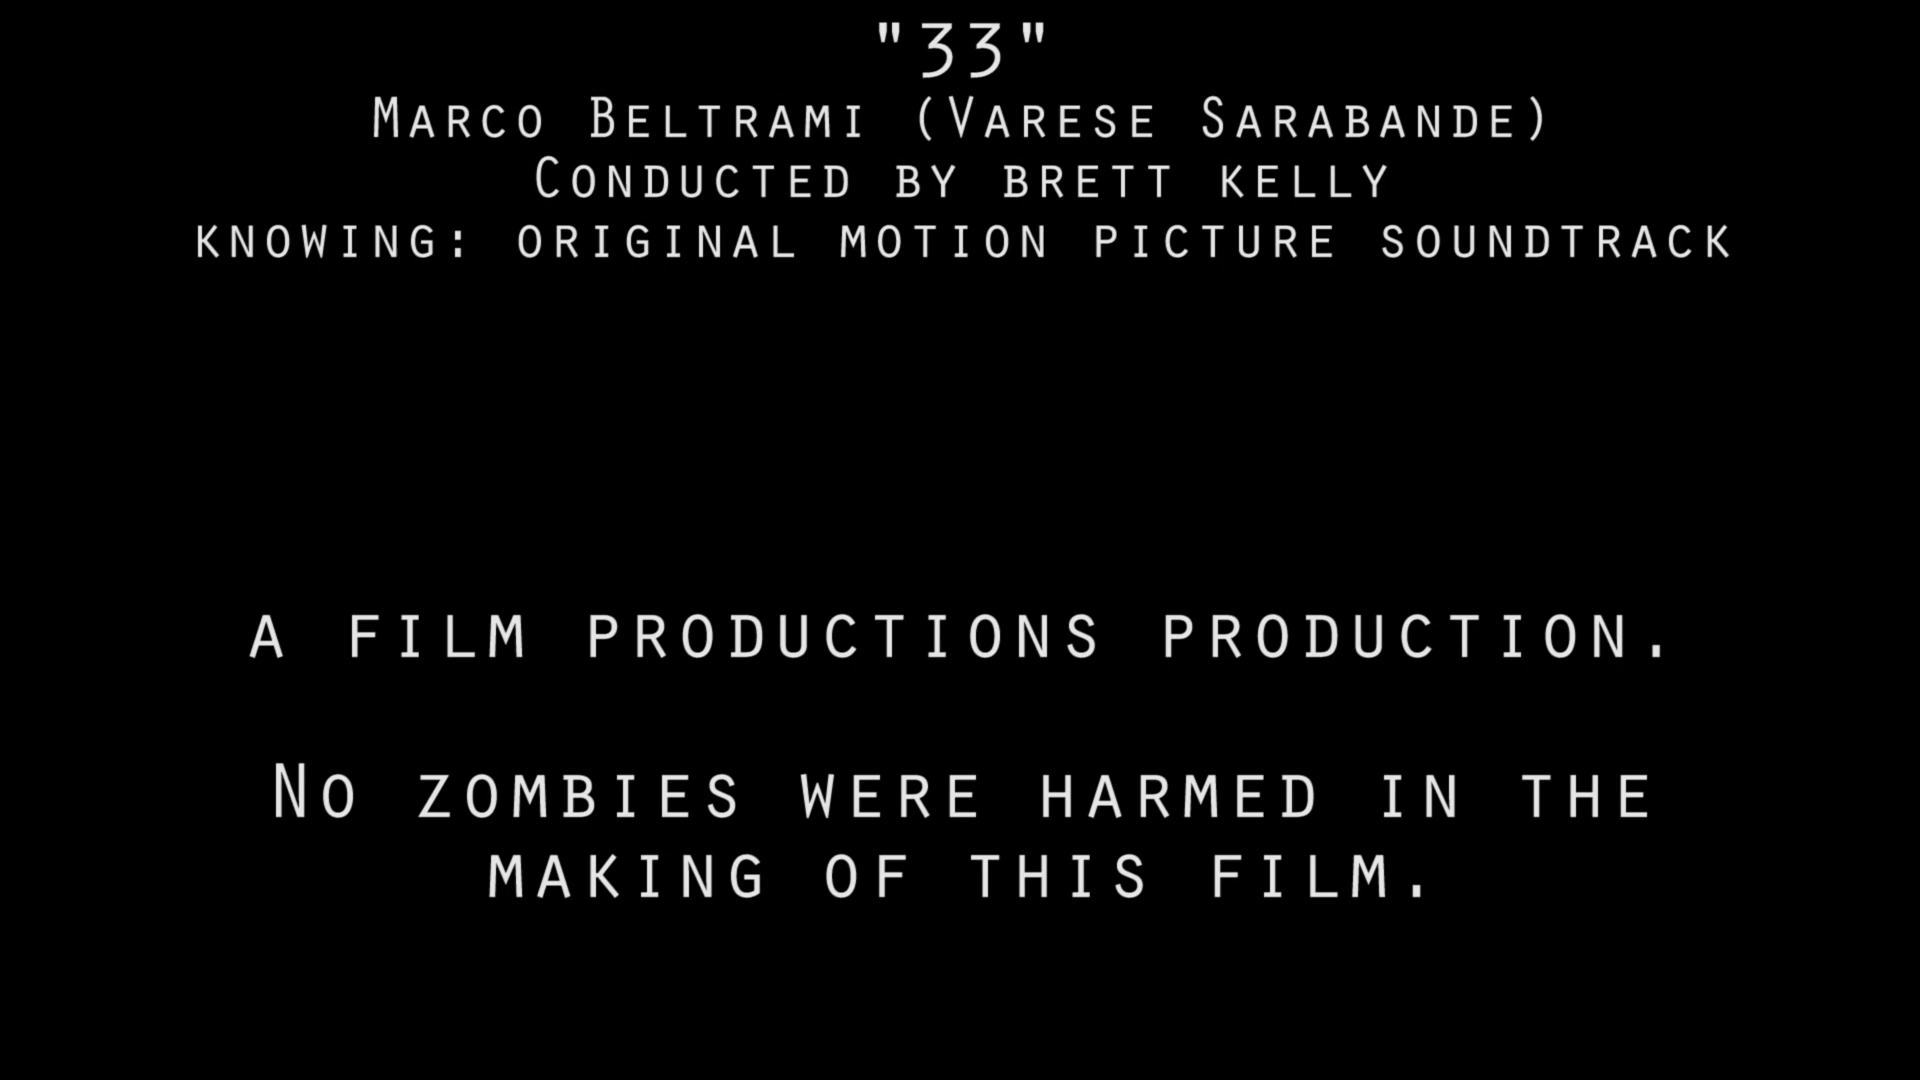 "33"
Marco Beltrami (Varese Sarabande)
Conducted by brett kelly
knowing: original motion picture soundtrack
a film productions production.
No zombies were harmed in the
making of this film.